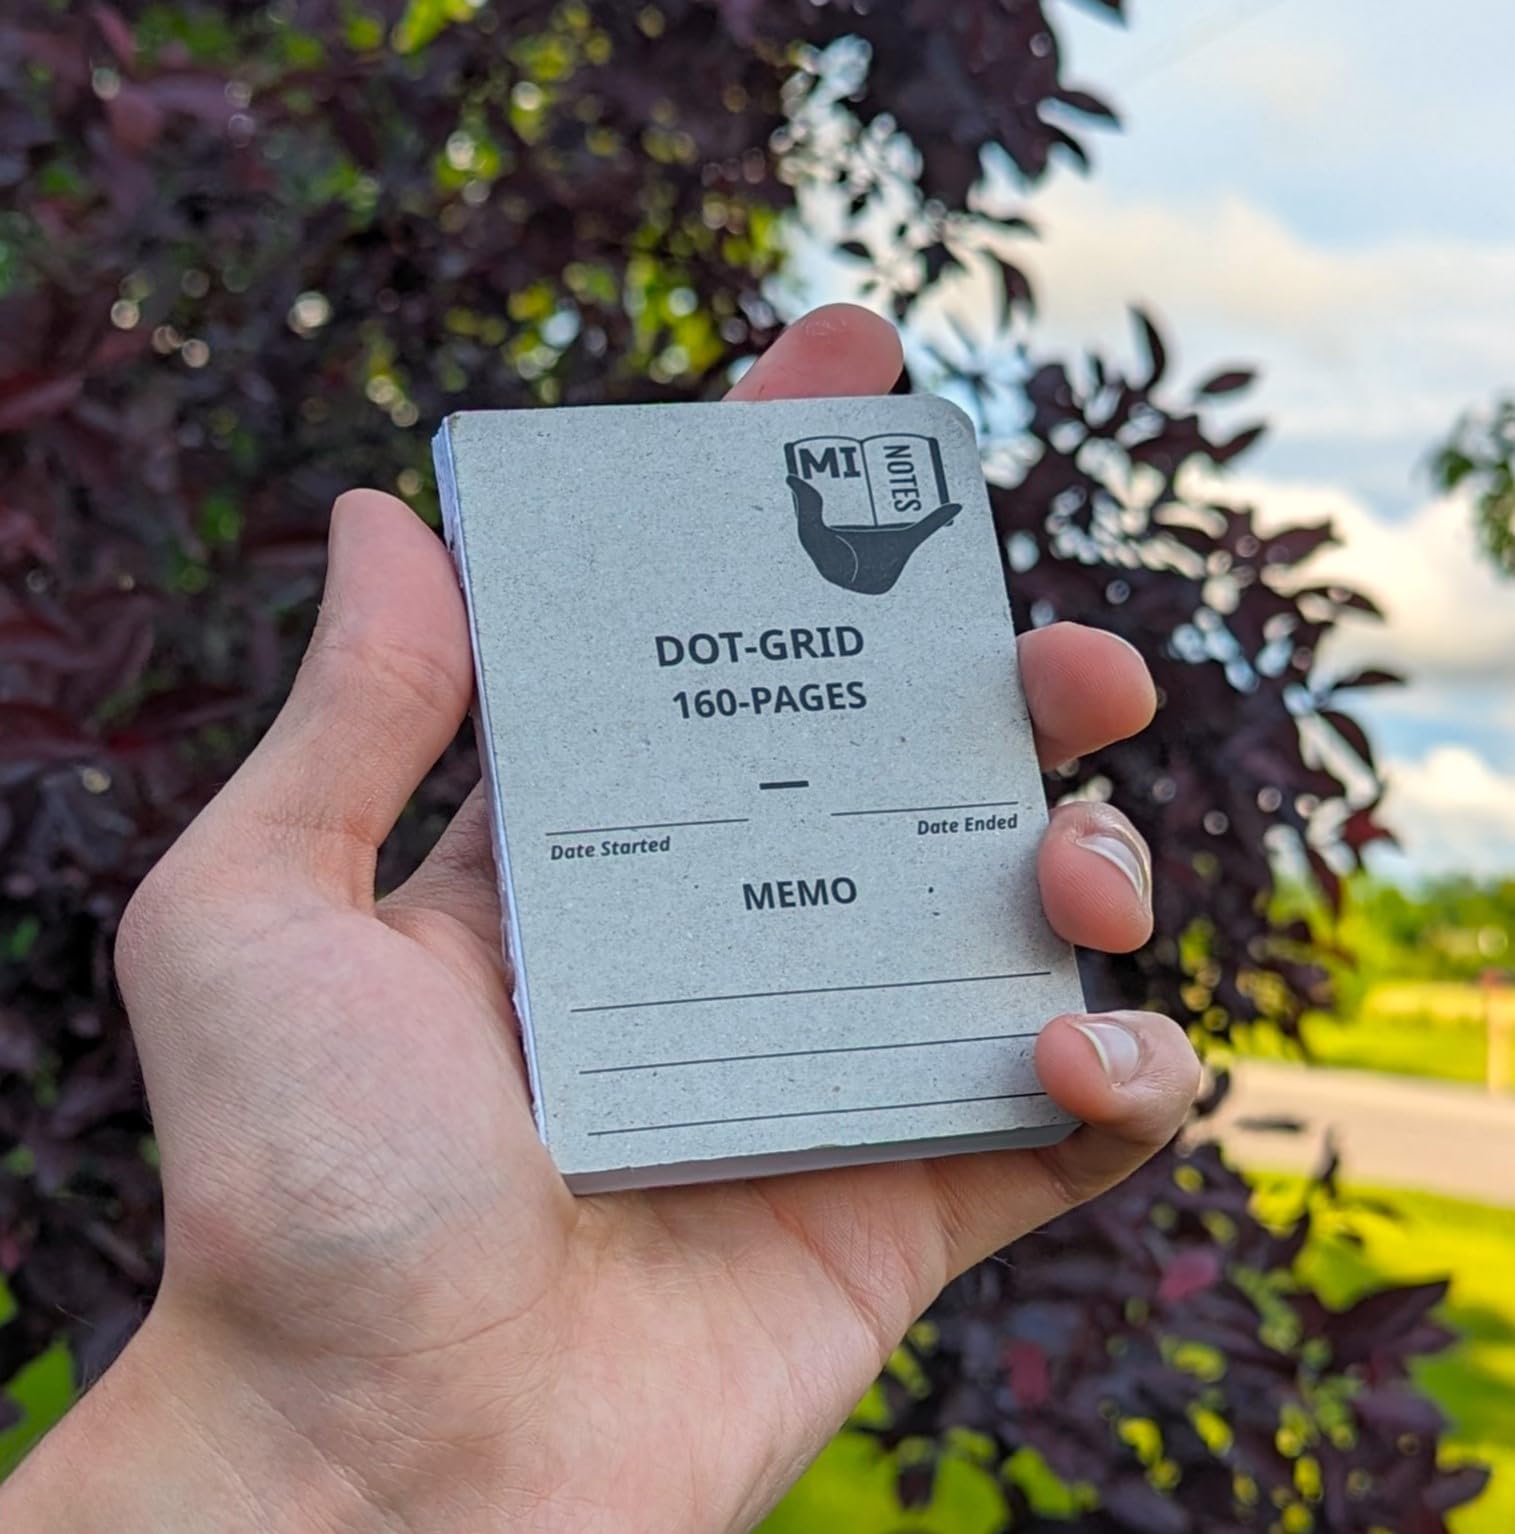 MI
NOTES
DOT-GRID
160-PAGES
Date Started
Date Ended
MEMO